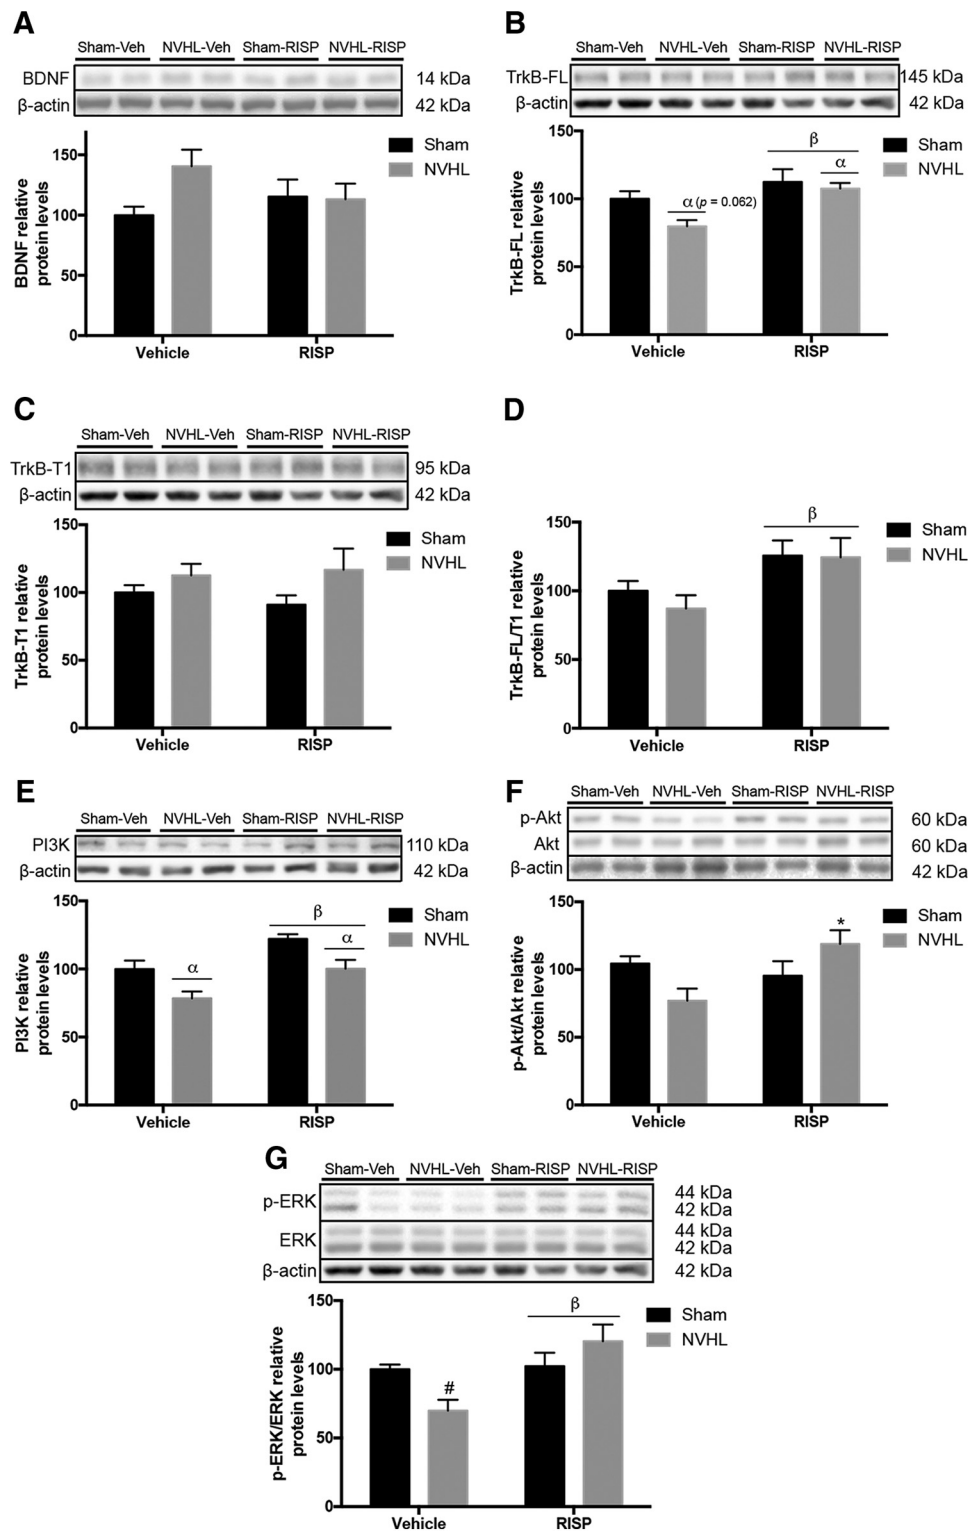 A
Sham-Veh NVHL-Veh Sham-RISP NVHL-RISP
BDNF 14 kDa
β-actin 42 kDa
Sham
NVHL
BDNF relative
protein levels
150
100
50
0
Vehicle RISP
B
Sham-Veh NVHL-Veh Sham-RISP NVHL-RISP
TrkB-FL 145 kDa
β-actin 42 kDa
Sham
NVHL
TrkB-FL relative
protein levels
150
100
50
0
α (p = 0.062)
β
α
Vehicle RISP
C
Sham-Veh NVHL-Veh Sham-RISP NVHL-RISP
TrkB-T1 95 kDa
β-actin 42 kDa
Sham
NVHL
TrkB-T1 relative
protein levels
150
100
50
0
Vehicle RISP
D
Sham
NVHL
TrkB-FL/T1 relative
protein levels
150
100
50
0
β
Vehicle RISP
E
Sham-Veh NVHL-Veh Sham-RISP NVHL-RISP
PI3K 110 kDa
β-actin 42 kDa
Sham
NVHL
PI3K relative
protein levels
150
100
50
0
α
β
α
Vehicle RISP
F
Sham-Veh NVHL-Veh Sham-RISP NVHL-RISP
p-Akt 60 kDa
Akt 60 kDa
β-actin 42 kDa
Sham
NVHL
p-Akt/Akt relative
protein levels
150
100
50
0
*
Vehicle RISP
G
Sham-Veh NVHL-Veh Sham-RISP NVHL-RISP
p-ERK 44 kDa
42 kDa
ERK 44 kDa
42 kDa
β-actin 42 kDa
Sham
NVHL
p-ERK/ERK relative
protein levels
150
100
50
0
#
β
Vehicle RISP